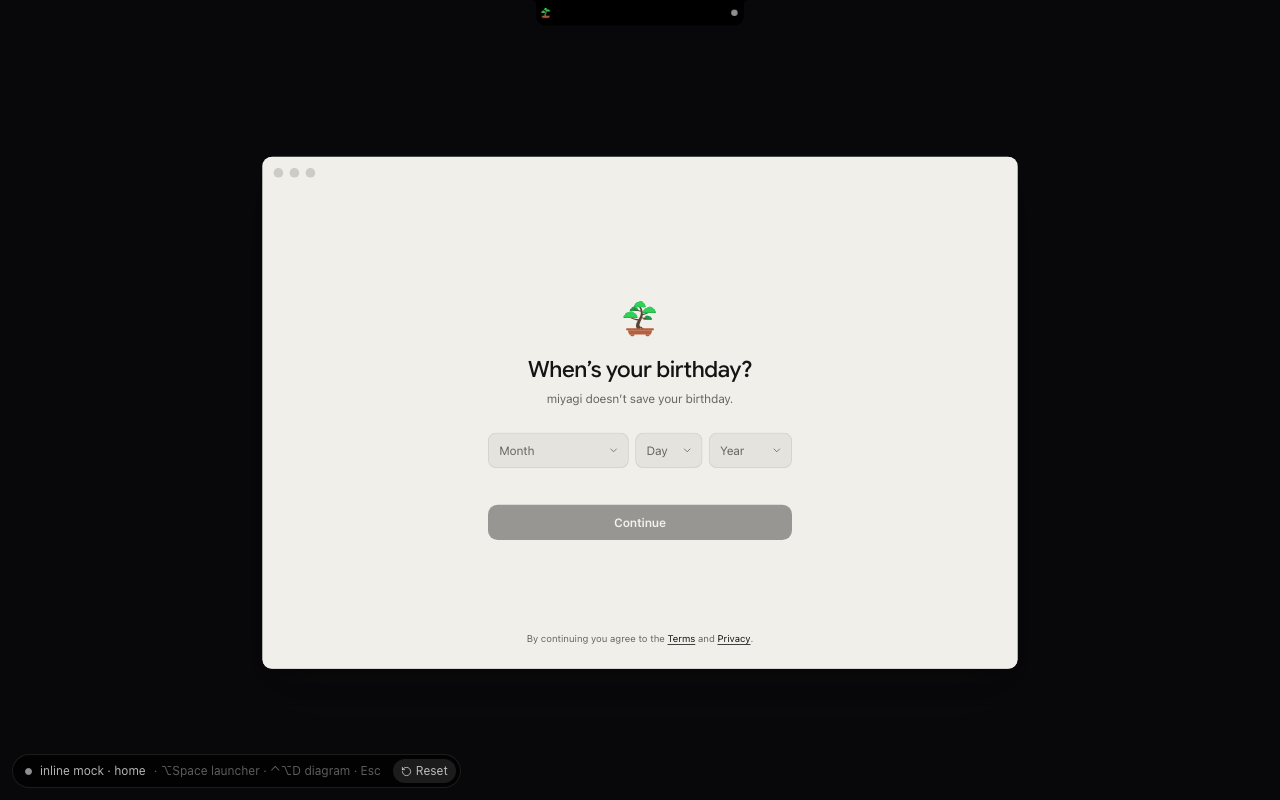 When’s your birthday?
miyagi doesn’t save your birthday.
Month Day Year
Continue
By continuing you agree to the Terms and Privacy.
inline mock · home · ⌥Space launcher · ^⌥D diagram · Esc Reset